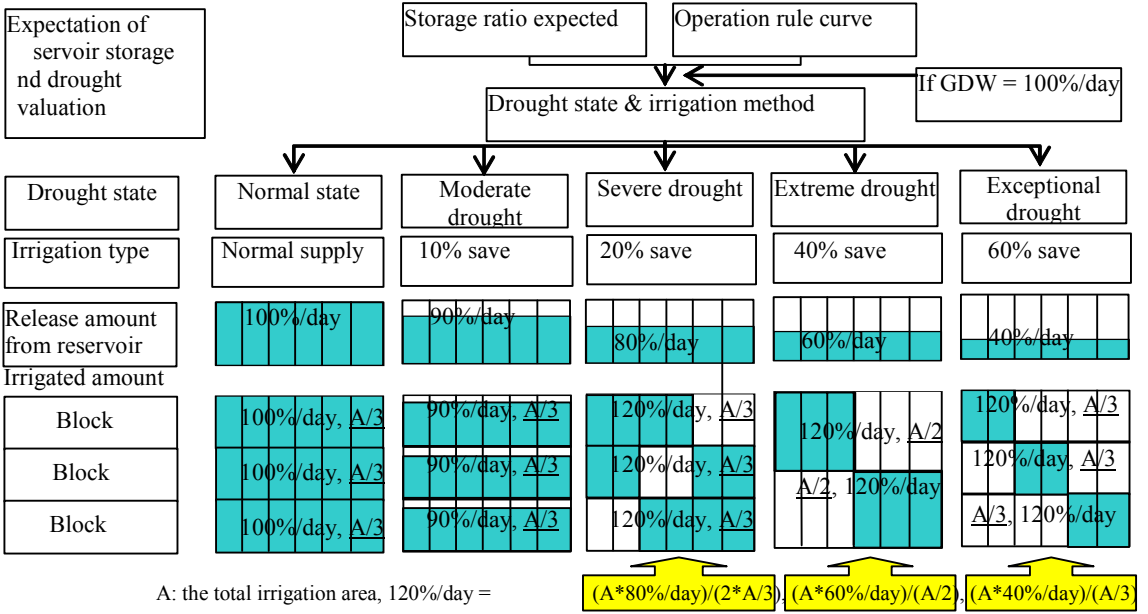 Expectation of
servoir storage
nd drought
valuation
Storage ratio expected
Operation rule curve
If GDW = 100%/day
Drought state & irrigation method
Drought state
Normal state
Moderate
drought
Severe drought
Extreme drought
Exceptional
drought
Irrigation type
Normal supply
10% save
20% save
40% save
60% save
Release amount
from reservoir
100%/day
90%/day
80%/day
60%/day
40%/day
Irrigated amount
Block
100%/day, A/3
90%/day, A/3
120%/day, A/3
120%/day, A/2
120%/day, A/3
Block
100%/day, A/3
90%/day, A/3
120%/day, A/3
A/2, 120%/day
120%/day, A/3
Block
100%/day, A/3
90%/day, A/3
120%/day, A/3
A/3, 120%/day
A: the total irrigation area, 120%/day = (A*80%/day)/(2*A/3), (A*60%/day)/(A/2), (A*40%/day)/(A/3)